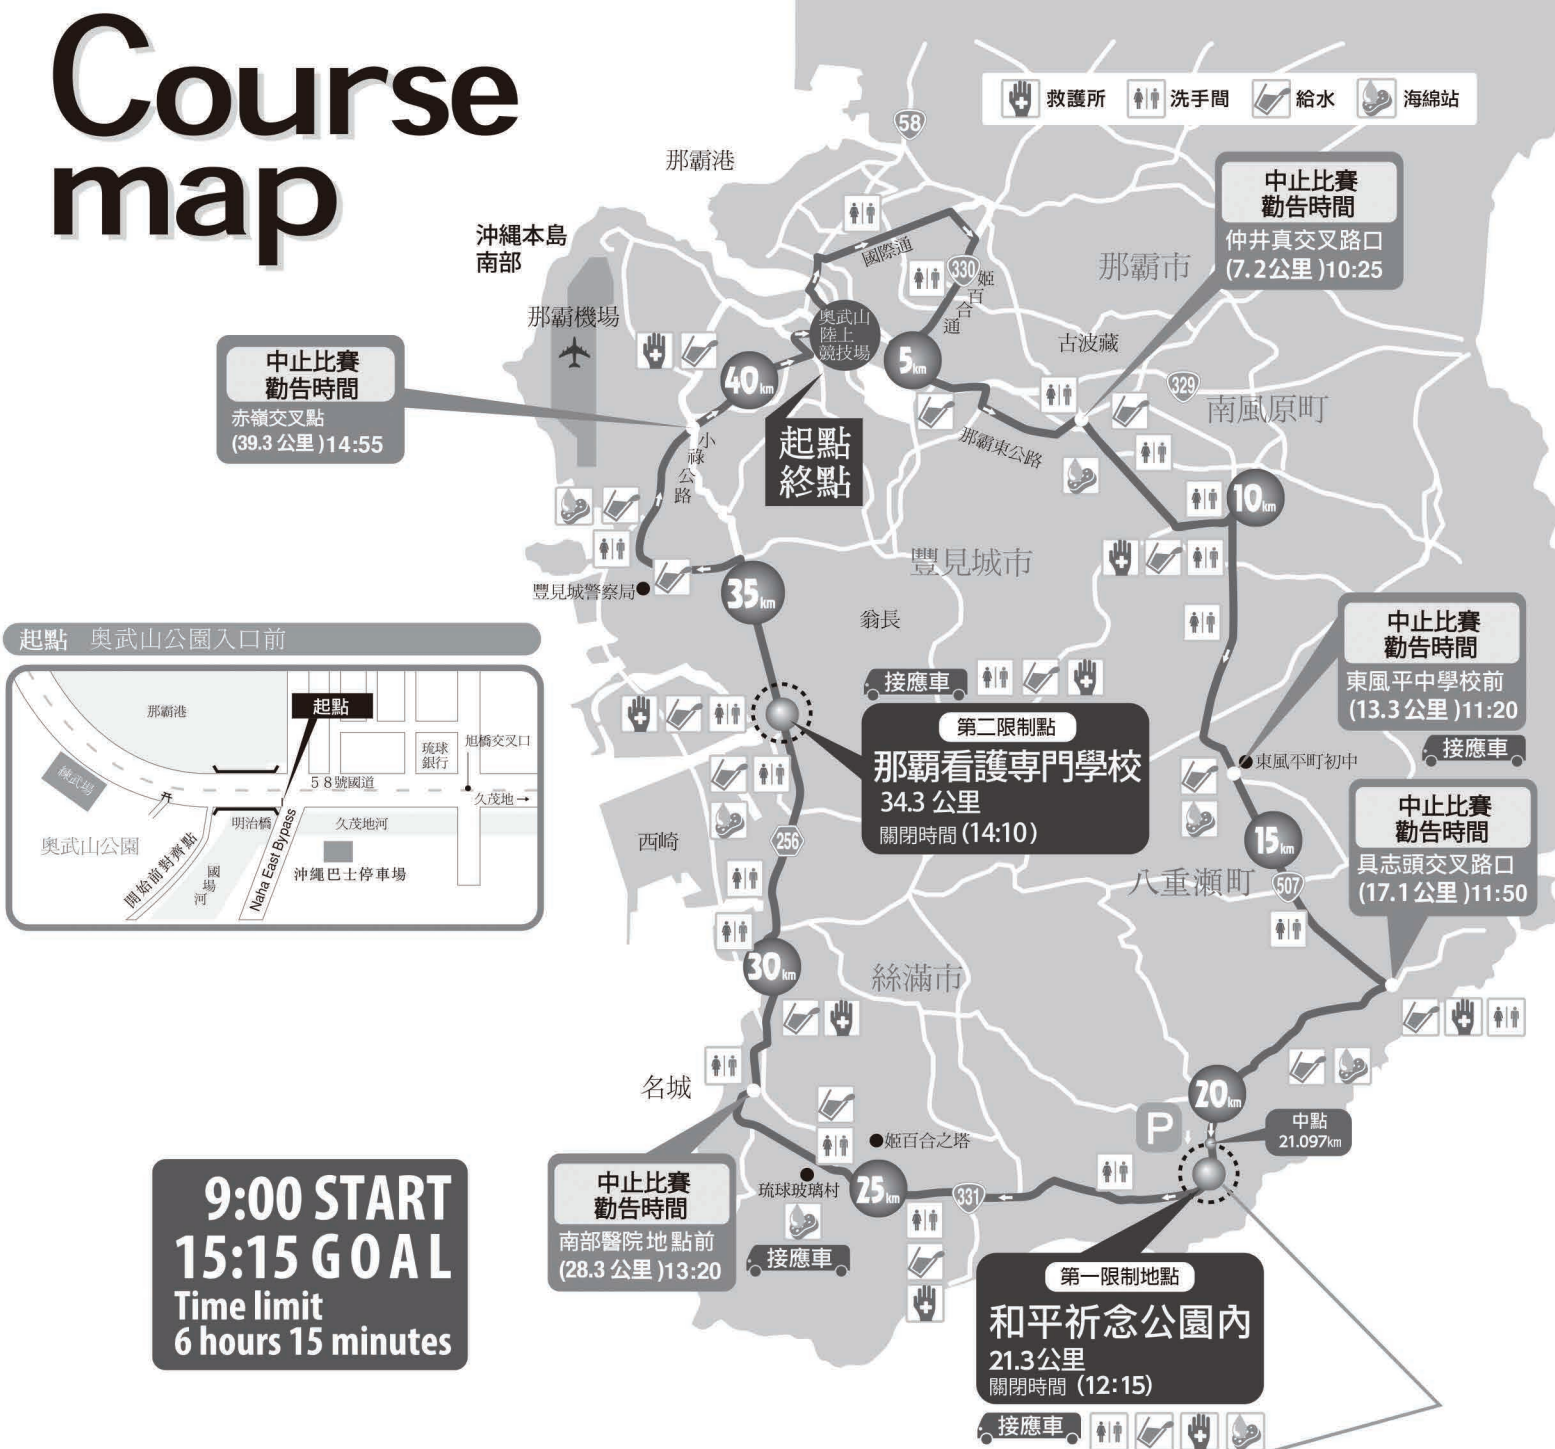 Course
map
救護所
洗手間
給水
海綿站
58
那霸港
沖縄本島
南部
那霸機場
國際通
330
姬百合通
奧武山
陸上
競技場
起點
終點
5km
40km
中止比賽
勸告時間
仲井真交叉路口
(7.2公里)10:25
那霸市
古波藏
329
南風原町
那霸東公路
中止比賽
勸告時間
赤嶺交叉點
(39.3公里)14:55
小祿公路
10km
豐見城市
豐見城警察局
35km
翁長
接應車
第二限制點
那覇看護専門學校
34.3 公里
關閉時間 (14:10)
中止比賽
勸告時間
東風平中學校前
(13.3公里)11:20
接應車
東風平町初中
15km
中止比賽
勸告時間
具志頭交叉路口
(17.1公里)11:50
八重瀨町
507
起點 奧武山公園入口前
那霸港
起點
琉球
銀行
旭橋交叉口
58號國道
久茂地→
練武場
明治橋
久茂地河
奧武山公園
開始前對齊點
國場河
Naha East Bypass
沖繩巴士停車場
西崎
256
30km
絲滿市
名城
20km
P
中點
21.097km
姬百合之塔
琉球玻璃村
25km
331
接應車
中止比賽
勸告時間
南部醫院地點前
(28.3公里)13:20
第一限制地點
和平祈念公園內
21.3公里
關閉時間 (12:15)
接應車
9:00 START
15:15 GOAL
Time limit
6 hours 15 minutes